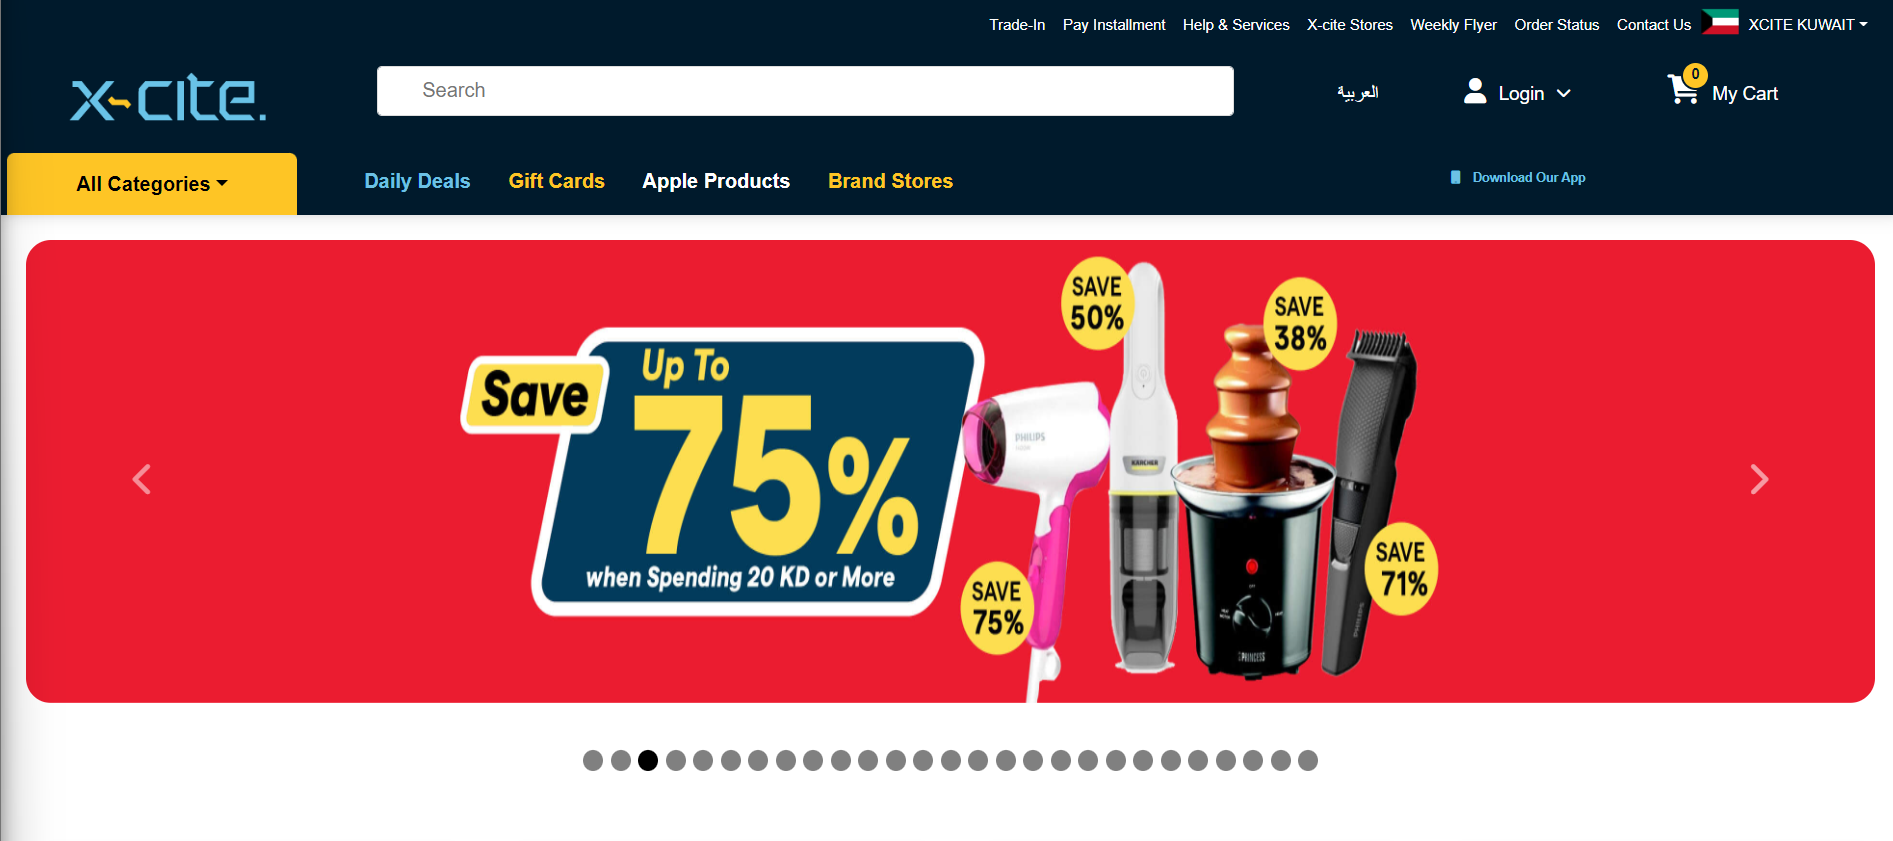 Trade-In Pay Installment Help & Services X-cite Stores Weekly Flyer Order Status Contact Us XCITE KUWAIT
x-cite.
Search
العربية
Login
0
My Cart
All Categories
Daily Deals Gift Cards Apple Products Brand Stores
Download Our App
Save
Up To
75%
when Spending 20 KD or More
SAVE
50%
SAVE
38%
SAVE
75%
SAVE
71%
PHILIPS
KARCHER
PRINCESS
PHILIPS